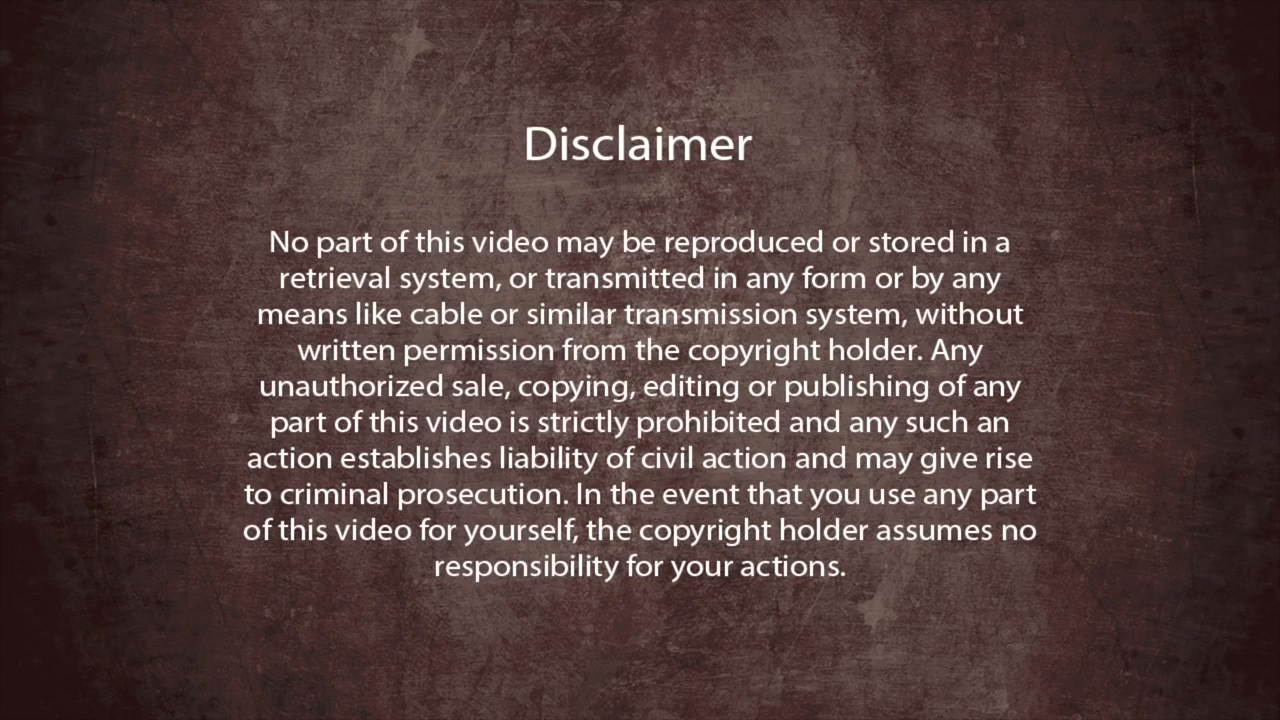 Disclaimer
No part of this video may be reproduced or stored in a
retrieval system, or transmitted in any form or by any
means like cable or similar transmission system, without
written permission from the copyright holder. Any
unauthorized sale, copying, editing or publishing of any
part of this video is strictly prohibited and any such an
action establishes liability of civil action and may give rise
to criminal prosecution. In the event that you use any part
of this video for yourself, the copyright holder assumes no
responsibility for your actions.